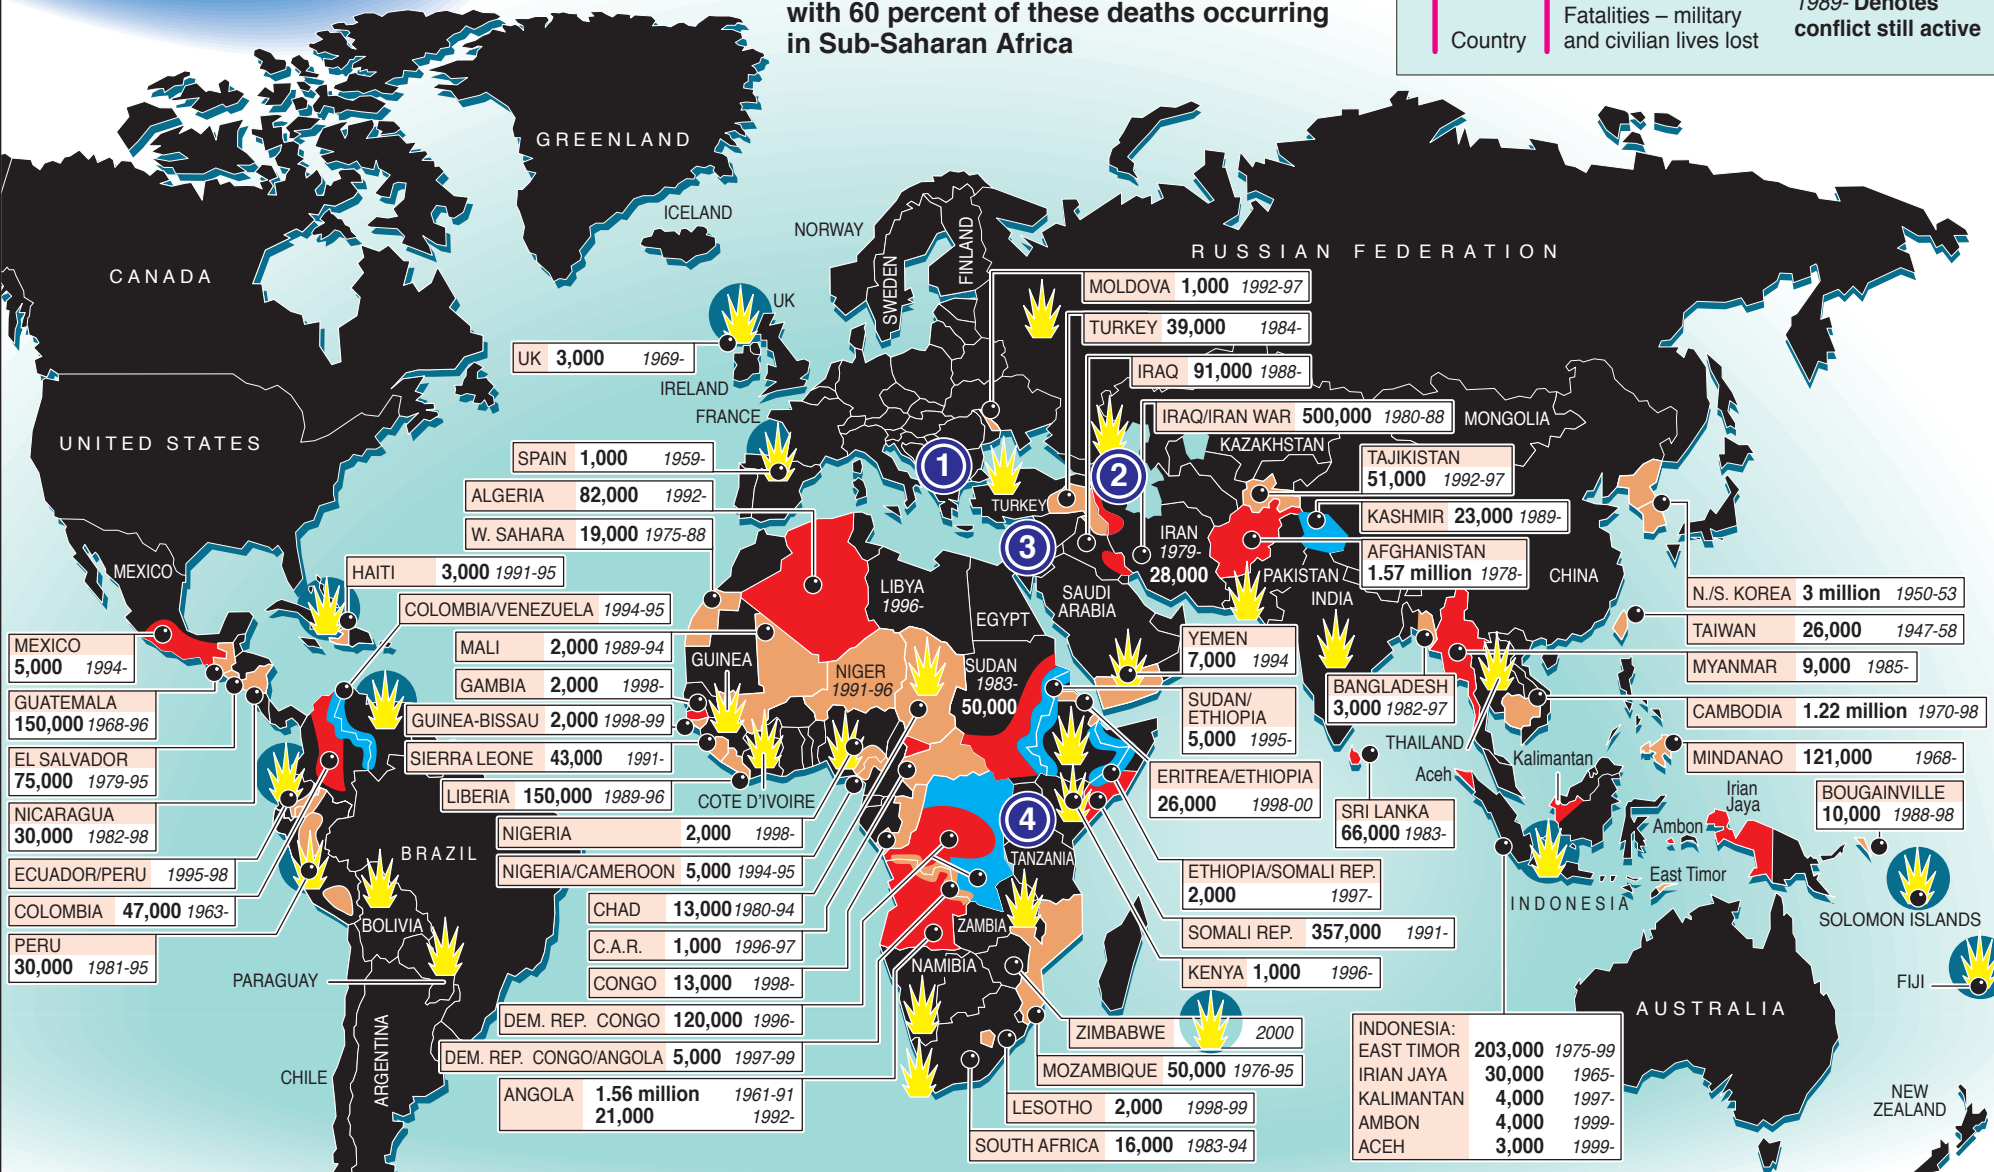 with 60 percent of these deaths occurring
in Sub-Saharan Africa
Country
Fatalities – military
and civilian lives lost
1989- Denotes
conflict still active
GREENLAND
ICELAND
NORWAY
SWEDEN
FINLAND
RUSSIAN FEDERATION
CANADA
UK
UK 3,000 1969-
IRELAND
FRANCE
MOLDOVA 1,000 1992-97
TURKEY 39,000 1984-
IRAQ 91,000 1988-
IRAQ/IRAN WAR 500,000 1980-88
MONGOLIA
KAZAKHSTAN
UNITED STATES
SPAIN 1,000 1959-
ALGERIA 82,000 1992-
W. SAHARA 19,000 1975-88
1
2
3
TURKEY
TAJIKISTAN
51,000 1992-97
KASHMIR 23,000 1989-
AFGHANISTAN
1.57 million 1978-
IRAN
1979-
28,000
PAKISTAN
INDIA
CHINA
MEXICO
HAITI 3,000 1991-95
COLOMBIA/VENEZUELA 1994-95
MALI 2,000 1989-94
GAMBIA 2,000 1998-
GUINEA-BISSAU 2,000 1998-99
SIERRA LEONE 43,000 1991-
LIBERIA 150,000 1989-96
LIBYA
1996-
EGYPT
SAUDI
ARABIA
GUINEA
NIGER
1991-96
SUDAN
1983-
50,000
COTE D'IVOIRE
YEMEN
7,000 1994
SUDAN/
ETHIOPIA
5,000 1995-
ERITREA/ETHIOPIA
26,000 1998-00
BANGLADESH
3,000 1982-97
THAILAND
SRI LANKA
66,000 1983-
N./S. KOREA 3 million 1950-53
TAIWAN 26,000 1947-58
MYANMAR 9,000 1985-
CAMBODIA 1.22 million 1970-98
MINDANAO 121,000 1968-
BOUGAINVILLE
10,000 1988-98
Kalimantan
Aceh
Irian
Jaya
Ambon
East Timor
INDONESIA
SOLOMON ISLANDS
FIJI
MEXICO
5,000 1994-
GUATEMALA
150,000 1968-96
EL SALVADOR
75,000 1979-95
NICARAGUA
30,000 1982-98
ECUADOR/PERU 1995-98
COLOMBIA 47,000 1963-
PERU
30,000 1981-95
BRAZIL
BOLIVIA
PARAGUAY
CHILE
ARGENTINA
NIGERIA 2,000 1998-
NIGERIA/CAMEROON 5,000 1994-95
CHAD 13,000 1980-94
C.A.R. 1,000 1996-97
CONGO 13,000 1998-
DEM. REP. CONGO 120,000 1996-
DEM. REP. CONGO/ANGOLA 5,000 1997-99
ANGOLA 1.56 million 1961-91
21,000 1992-
4
TANZANIA
ZAMBIA
NAMIBIA
ETHIOPIA/SOMALI REP.
2,000 1997-
SOMALI REP. 357,000 1991-
KENYA 1,000 1996-
ZIMBABWE 2000
MOZAMBIQUE 50,000 1976-95
LESOTHO 2,000 1998-99
SOUTH AFRICA 16,000 1983-94
INDONESIA:
EAST TIMOR 203,000 1975-99
IRIAN JAYA 30,000 1965-
KALIMANTAN 4,000 1997-
AMBON 4,000 1999-
ACEH 3,000 1999-
AUSTRALIA
NEW
ZEALAND